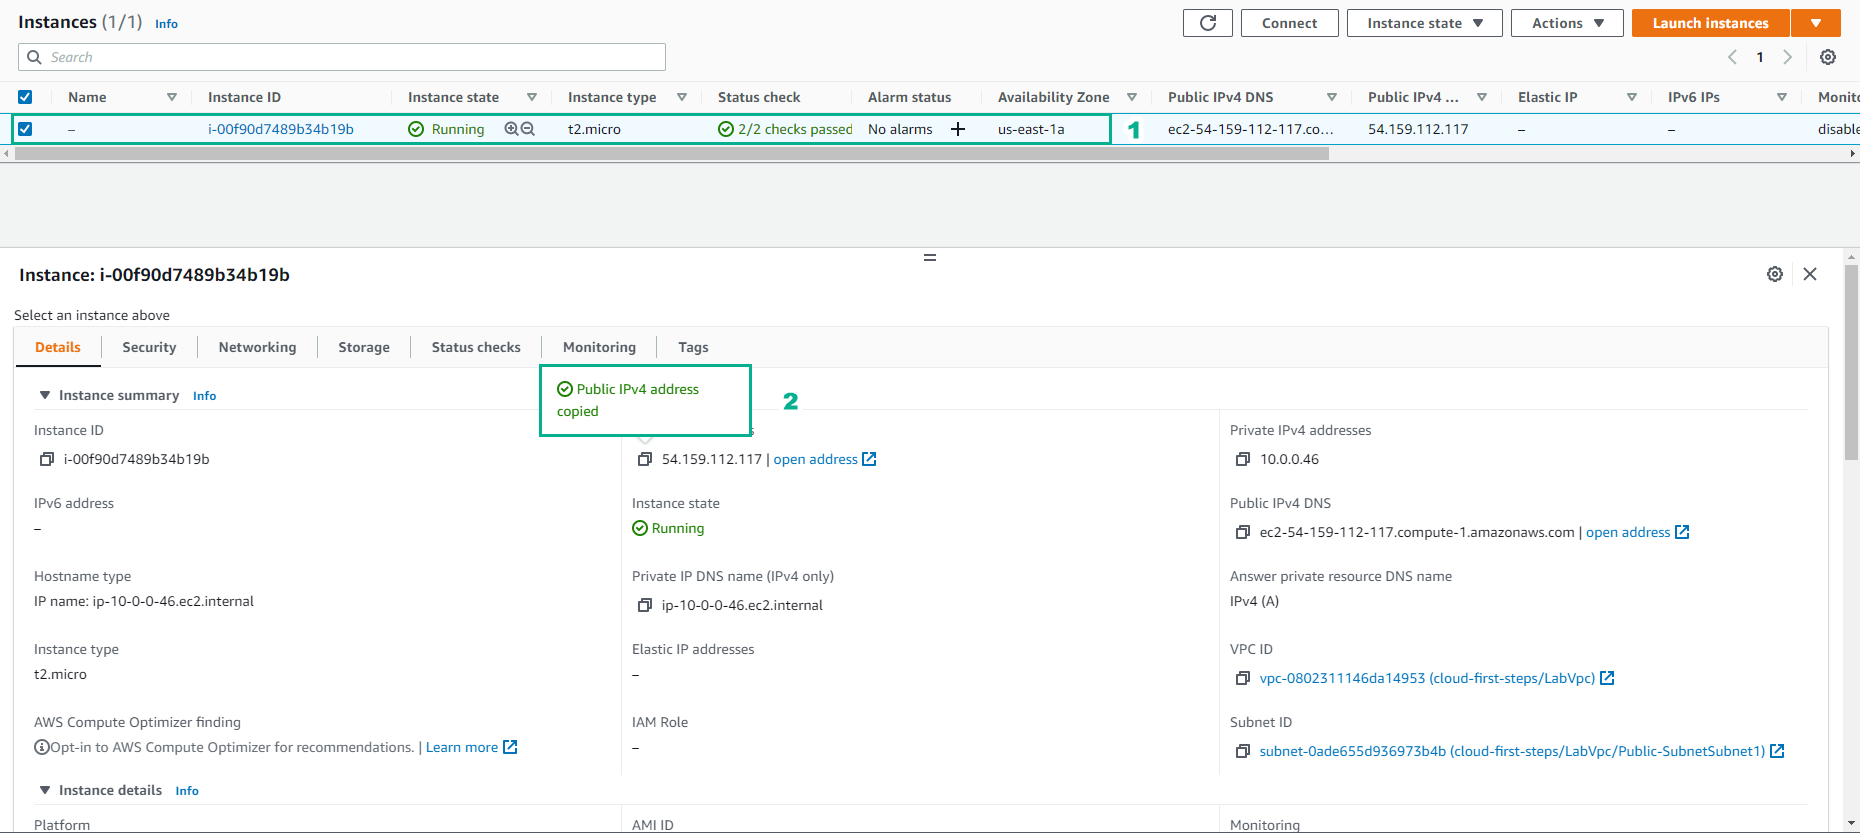 Instances (1/1) Info
Connect
Instance state
Actions
Launch instances
Search
1
Name Instance ID Instance state Instance type Status check Alarm status Availability Zone Public IPv4 DNS Public IPv4 ... Elastic IP IPv6 IPs Monito
– i-00f90d7489b34b19b Running t2.micro 2/2 checks passed No alarms + us-east-1a 1 ec2-54-159-112-117.co... 54.159.112.117 – – disable
Instance: i-00f90d7489b34b19b
Select an instance above
Details Security Networking Storage Status checks Monitoring Tags
Instance summary Info
Public IPv4 address
copied
2
Instance ID
i-00f90d7489b34b19b
54.159.112.117 | open address
Private IPv4 addresses
10.0.0.46
IPv6 address
–
Instance state
Running
Public IPv4 DNS
ec2-54-159-112-117.compute-1.amazonaws.com | open address
Hostname type
IP name: ip-10-0-0-46.ec2.internal
Private IP DNS name (IPv4 only)
ip-10-0-0-46.ec2.internal
Answer private resource DNS name
IPv4 (A)
Instance type
t2.micro
Elastic IP addresses
–
VPC ID
vpc-0802311146da14953 (cloud-first-steps/LabVpc)
AWS Compute Optimizer finding
Opt-in to AWS Compute Optimizer for recommendations. | Learn more
IAM Role
–
Subnet ID
subnet-0ade655d936973b4b (cloud-first-steps/LabVpc/Public-SubnetSubnet1)
Instance details Info
Platform
AMI ID
Monitoring